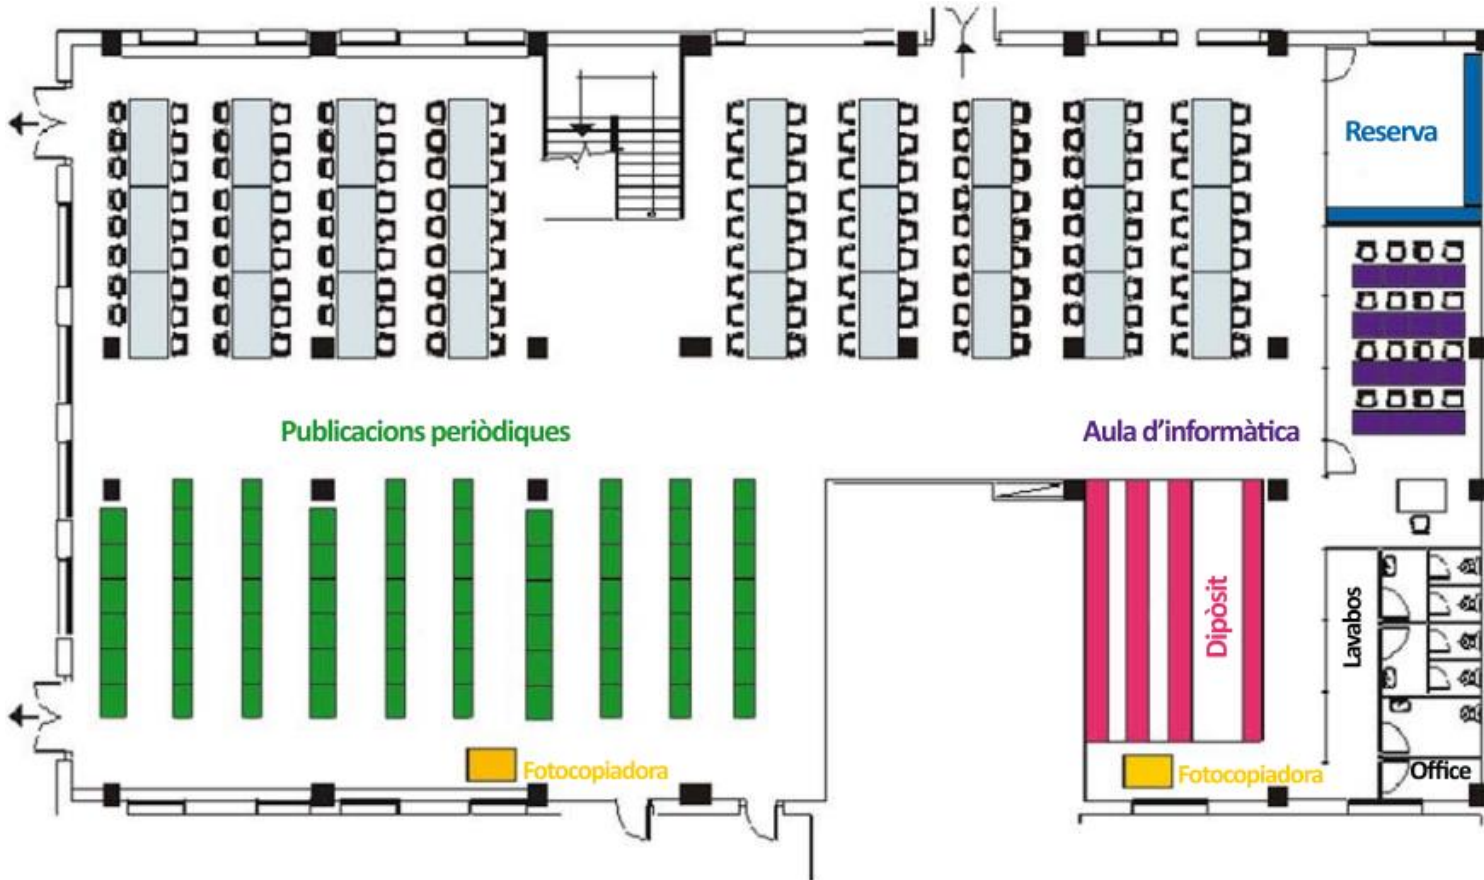 Reserva
Publicacions periòdiques
Aula d'informàtica
Dipòsit
Lavabos
Fotocopiadora
Fotocopiadora
Office